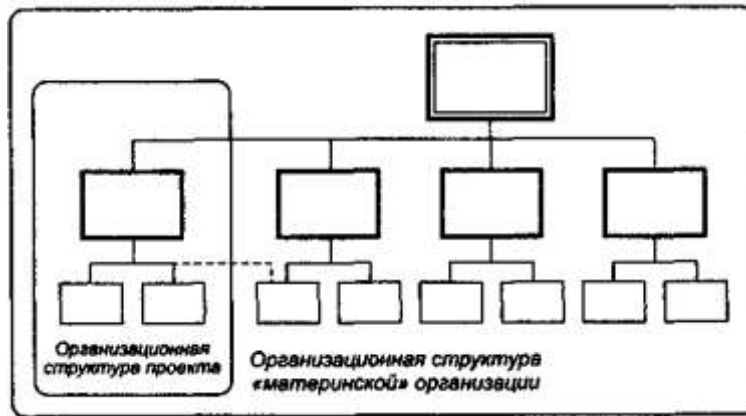 Организационная
структура проекта
Организационная структура
«материнской» организации